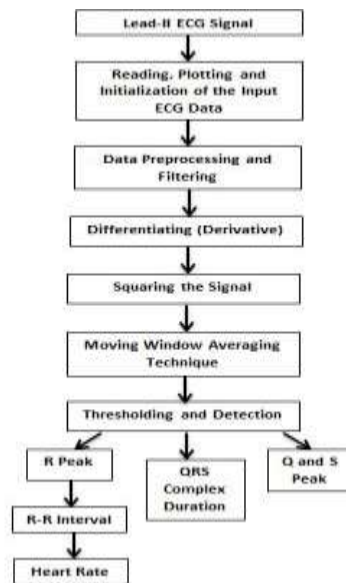 Lead-II ECG Signal
Reading, Plotting and
Initialization of the Input
ECG Data
Data Preprocessing and
Filtering
Differentiating (Derivative)
Squaring the Signal
Moving Window Averaging
Technique
Thresholding and Detection
R Peak
QRS
Complex
Duration
Q and S
Peak
R-R Interval
Heart Rate